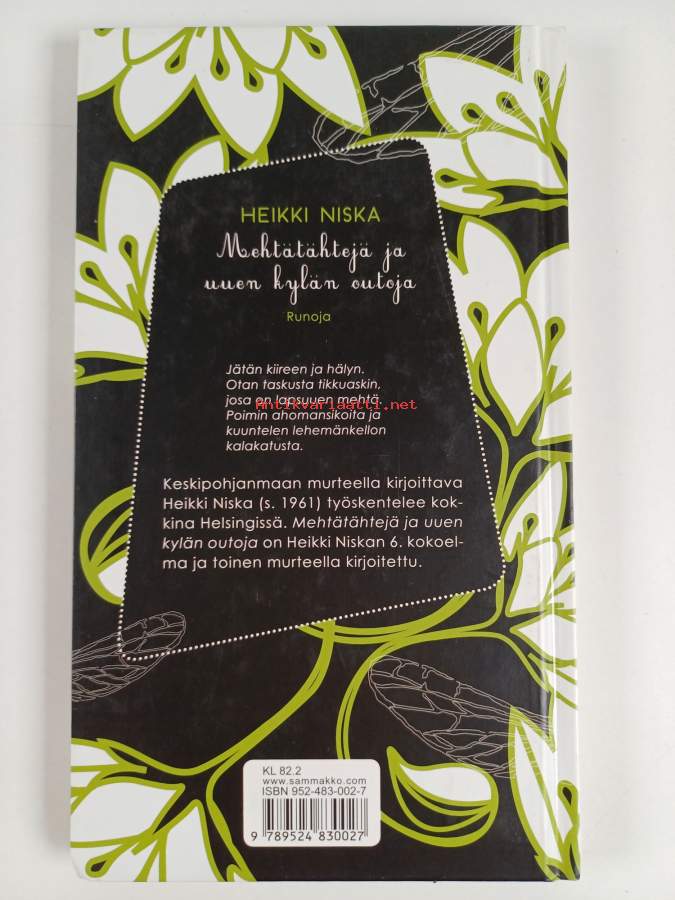 HEIKKI NISKA
Mehtätähtejä ja
uuen kylän outoja
Runoja
Jätän kiireen ja hälyn.
Otan taskusta tikkuaskin,
josa on lapsuuen mehtä.
Antikvariaatti.net
Poimin ahomansikoita ja
kuuntelen lehemänkellon
kalakatusta.
Keskipohjanmaan murteella kirjoittava
Heikki Niska (s. 1961) työskentelee kok-
kina Helsingissä. Mehtätähtejä ja uuen
kylän outoja on Heikki Niskan 6. kokoel-
ma ja toinen murteella kirjoitettu.
KL 82.2
www.sammakko.com
ISBN 952-483-002-7
9 789524 830027